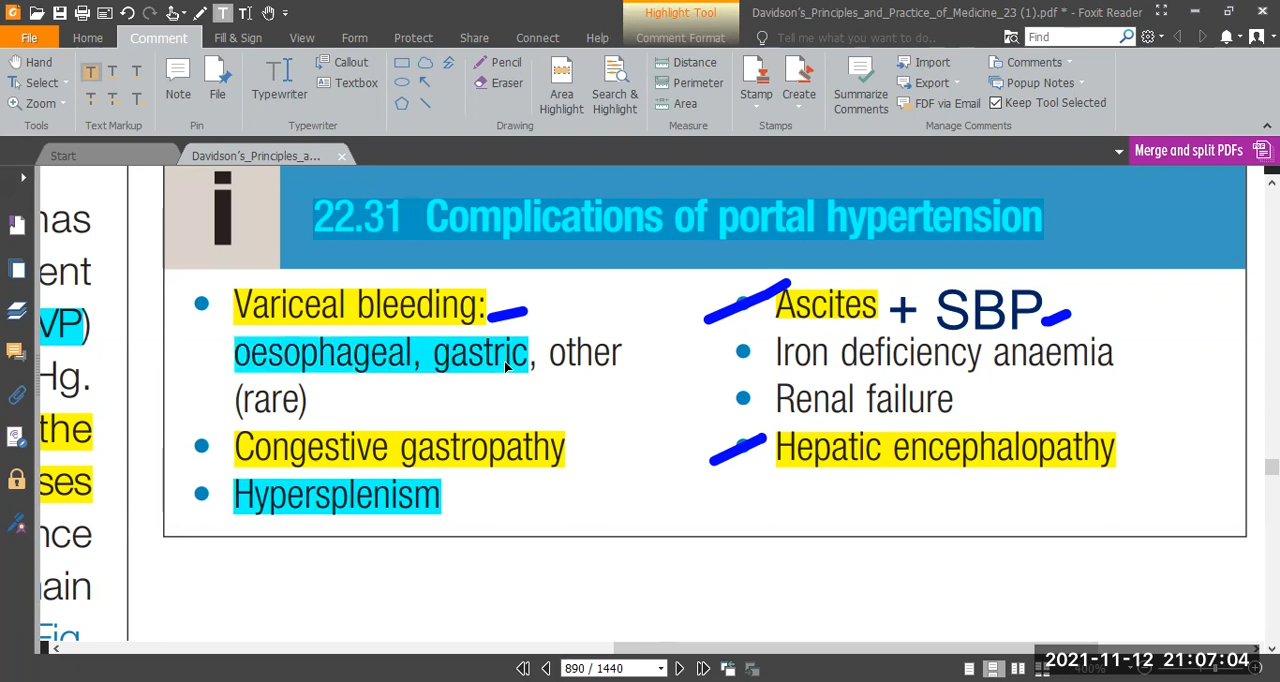 Highlight Tool
Davidson's_Principles_and_Practice_of_Medicine_23 (1).pdf * - Foxit Reader
File Home Comment Fill & Sign View Form Protect Share Connect Help Comment Format Tell me what you want to do.. Find
Hand
Select
Zoom
Tools
T T T
T T T
Text Markup
Note
File
Pin
Typewriter
Callout
Textbox
Typewriter
Pencil
Eraser
Area Highlight
Search & Highlight
Drawing
Distance
Perimeter
Area
Measure
Stamp
Create
Stamps
Summarize Comments
Import
Export
FDF via Email
Comments
Popup Notes
Keep Tool Selected
Manage Comments
Start
Davidson's_Principles_a...
Merge and split PDFs
has
ent
VP)
Hg.
the
ses
nce
ain
Fig.
i
22.31 Complications of portal hypertension
• Variceal bleeding:
oesophageal, gastric, other
(rare)
• Congestive gastropathy
• Hypersplenism
• Ascites + SBP
• Iron deficiency anaemia
• Renal failure
• Hepatic encephalopathy
890 / 1440
2021-11-12 21:07:04